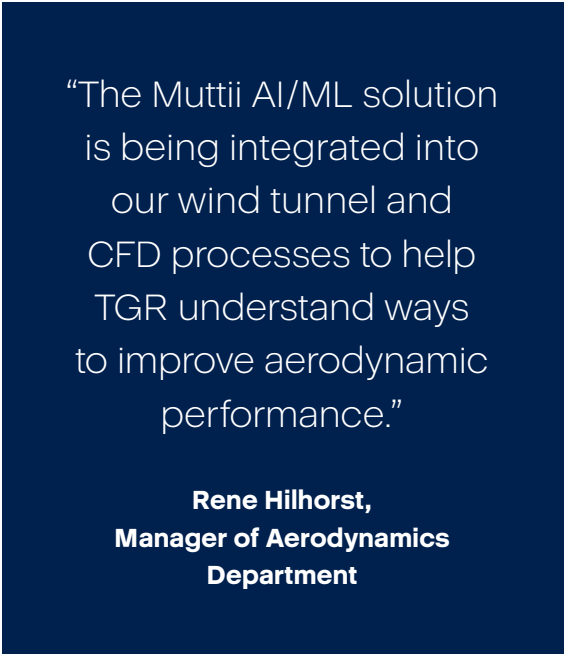 “The Muttii AI/ML solution
is being integrated into
our wind tunnel and
CFD processes to help
TGR understand ways
to improve aerodynamic
performance.”
Rene Hilhorst,
Manager of Aerodynamics
Department